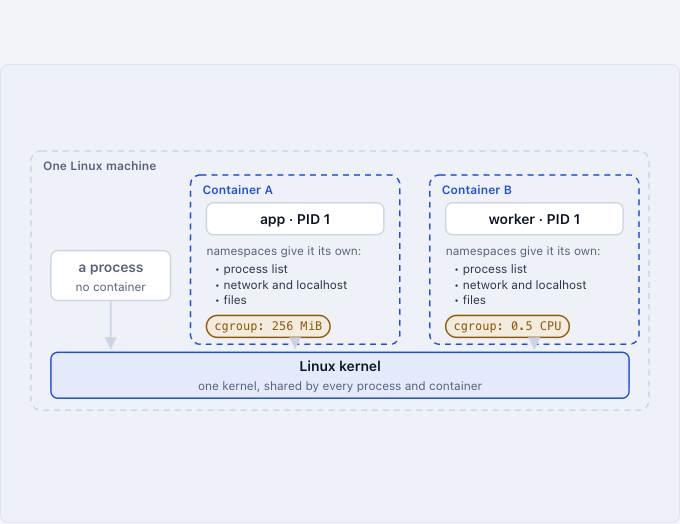 One Linux machine
a process
no container
Container A
app · PID 1
namespaces give it its own:
• process list
• network and localhost
• files
cgroup: 256 MiB
Container B
worker · PID 1
namespaces give it its own:
• process list
• network and localhost
• files
cgroup: 0.5 CPU
Linux kernel
one kernel, shared by every process and container